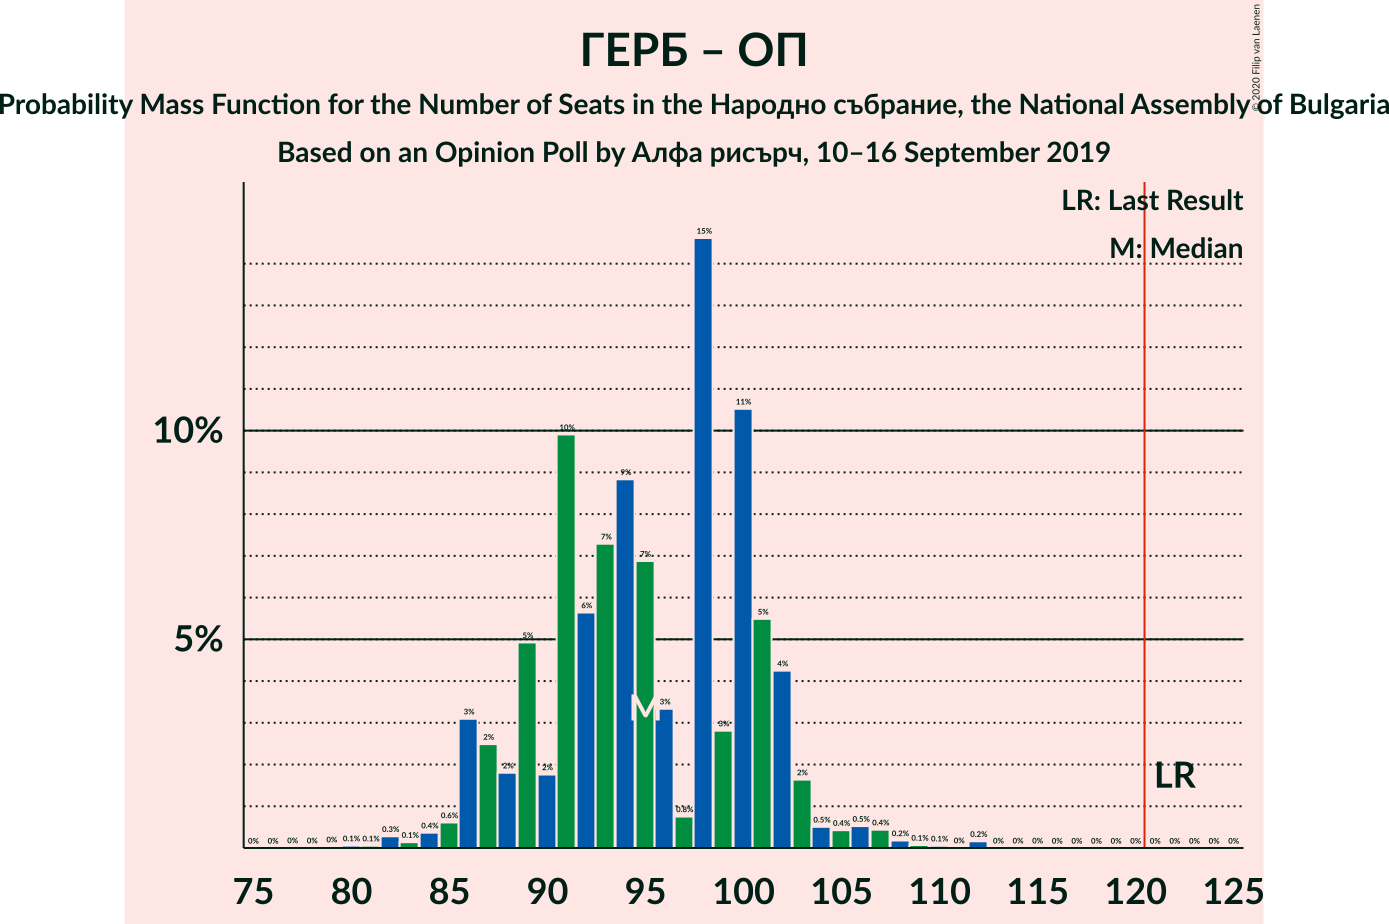 ГЕРБ – ОП
Probability Mass Function for the Number of Seats in the Народно събрание, the National Assembly of Bulgaria
Based on an Opinion Poll by Алфа рисърч, 10–16 September 2019
© 2020 Filip van Laenen
LR: Last Result
M: Median
15%
11%
10%
10%
9%
7%
7%
6%
5%
5%
5%
4%
M
3%
3%
3%
2%
2%
2%
2%
LR
0.8%
0% 0% 0% 0% 0% 0.1% 0.1% 0.3% 0.1% 0.4% 0.6%
0.5% 0.4% 0.5% 0.4% 0.2% 0.1% 0.1% 0% 0.2% 0% 0% 0% 0% 0% 0% 0% 0% 0% 0% 0% 0% 0%
75 80 85 90 95 100 105 110 115 120 125